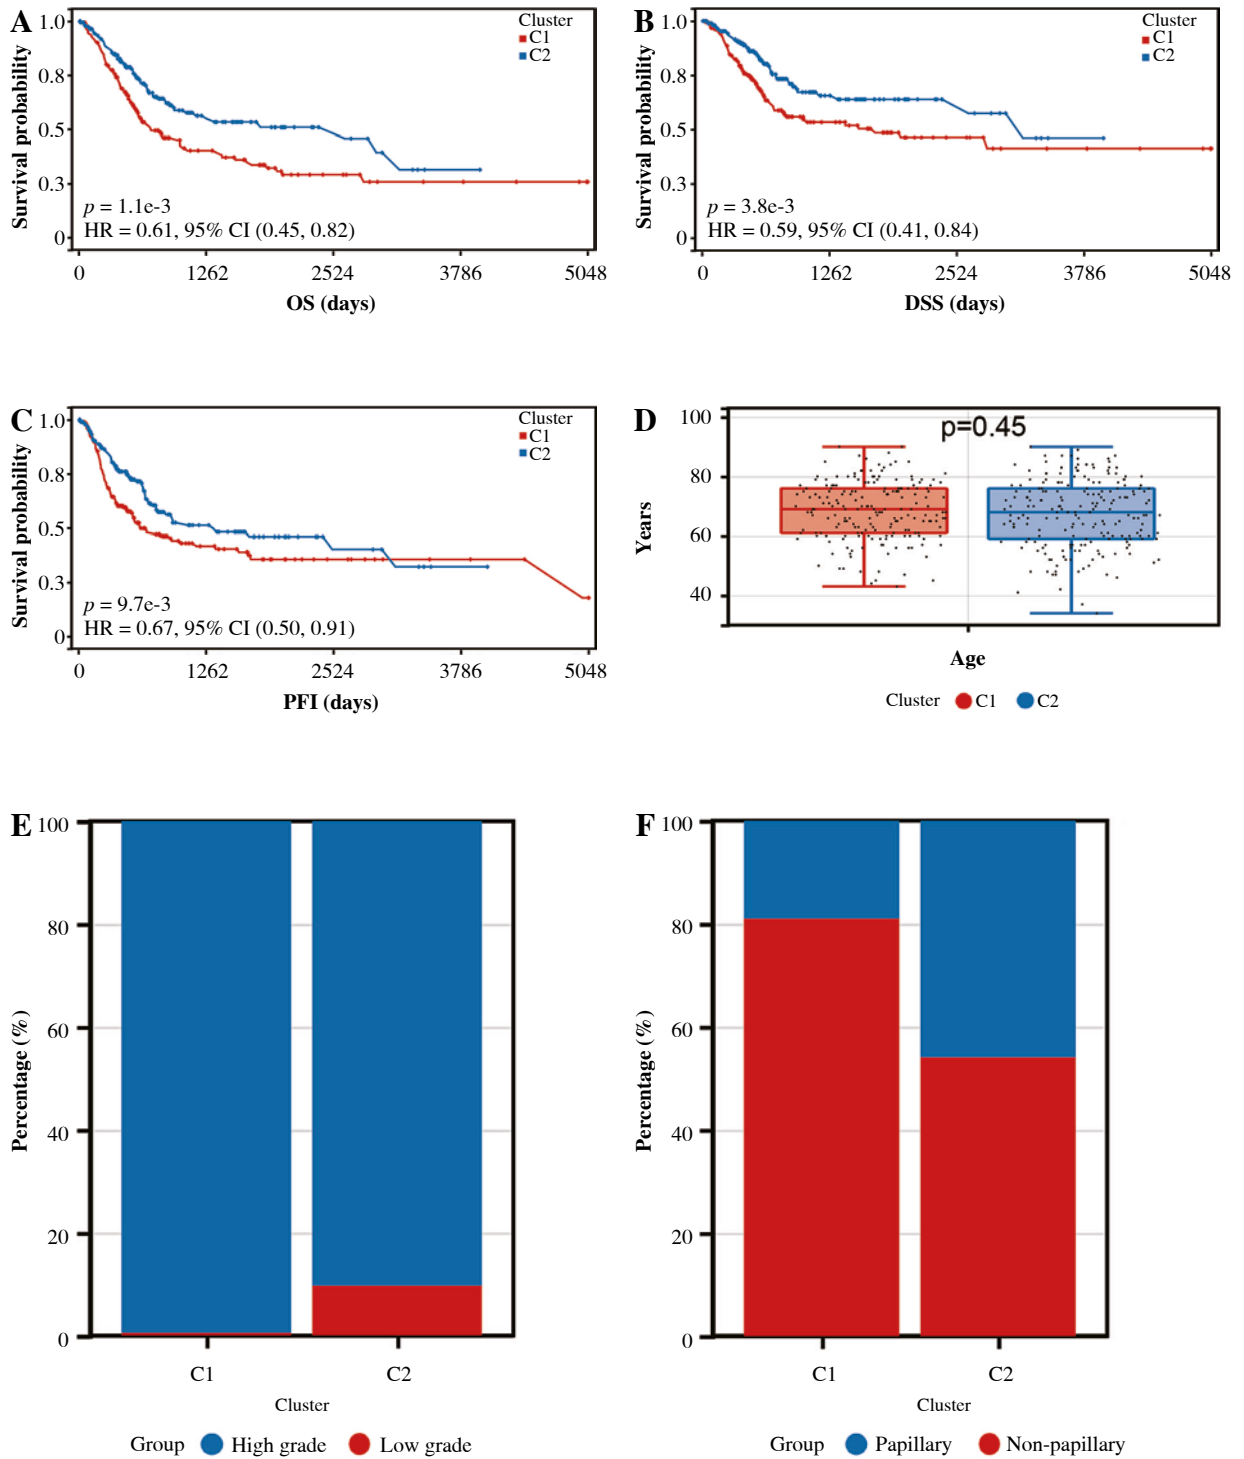 A
Survival probability
1.0
0.8
0.5
0.3
0
Cluster
C1
C2
p = 1.1e-3
HR = 0.61, 95% CI (0.45, 0.82)
0 1262 2524 3786 5048
OS (days)
B
Survival probability
1.0
0.8
0.5
0.3
0
Cluster
C1
C2
p = 3.8e-3
HR = 0.59, 95% CI (0.41, 0.84)
0 1262 2524 3786 5048
DSS (days)
C
Survival probability
1.0
0.8
0.5
0.3
0
Cluster
C1
C2
p = 9.7e-3
HR = 0.67, 95% CI (0.50, 0.91)
0 1262 2524 3786 5048
PFI (days)
D
Years
100
80
60
40
p=0.45
Age
Cluster C1 C2
E
Percentage (%)
100
80
60
40
20
0
C1 C2
Cluster
Group High grade Low grade
F
Percentage (%)
100
80
60
40
20
0
C1 C2
Cluster
Group Papillary Non-papillary